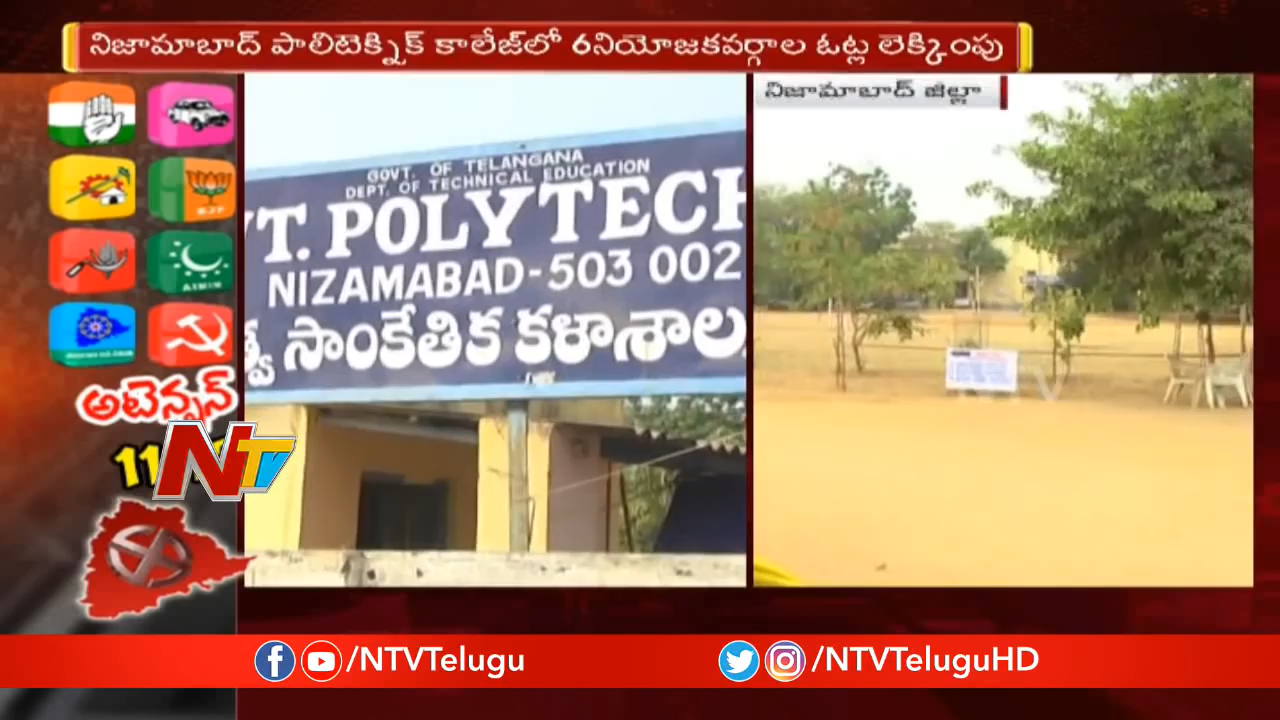 నిజామాబాద్ పాలిటెక్నిక్ కాలేజ్‌లో 6నియోజకవర్గాల ఓట్ల లెక్కింపు
నిజామాబాద్ జిల్లా
GOVT. OF TELANGANA
DEPT. OF TECHNICAL EDUCATION
VT. POLYTECH
NIZAMABAD-503 002
త్వ సాంకేతిక కళాశాల
BJP
AIMIM
అటెన్షన్
11
NTV
/NTVTelugu
/NTVTeluguHD